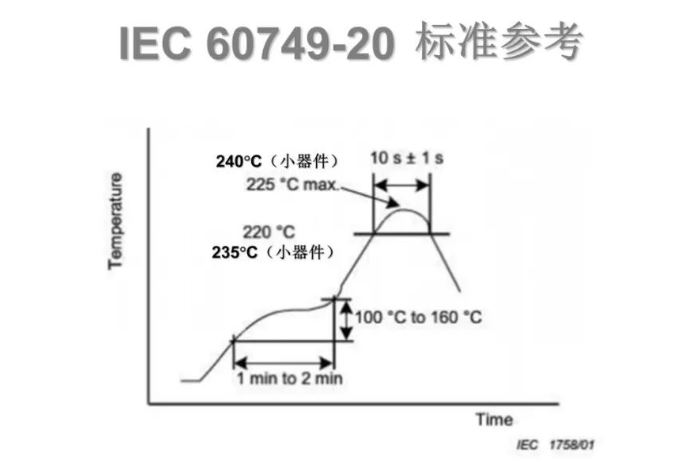 IEC 60749-20 标准参考
240°C（小器件）
10 s ± 1 s
225 °C max.
220 °C
235°C（小器件）
Temperature
100 °C to 160 °C
1 min to 2 min
Time
IEC 1758/01